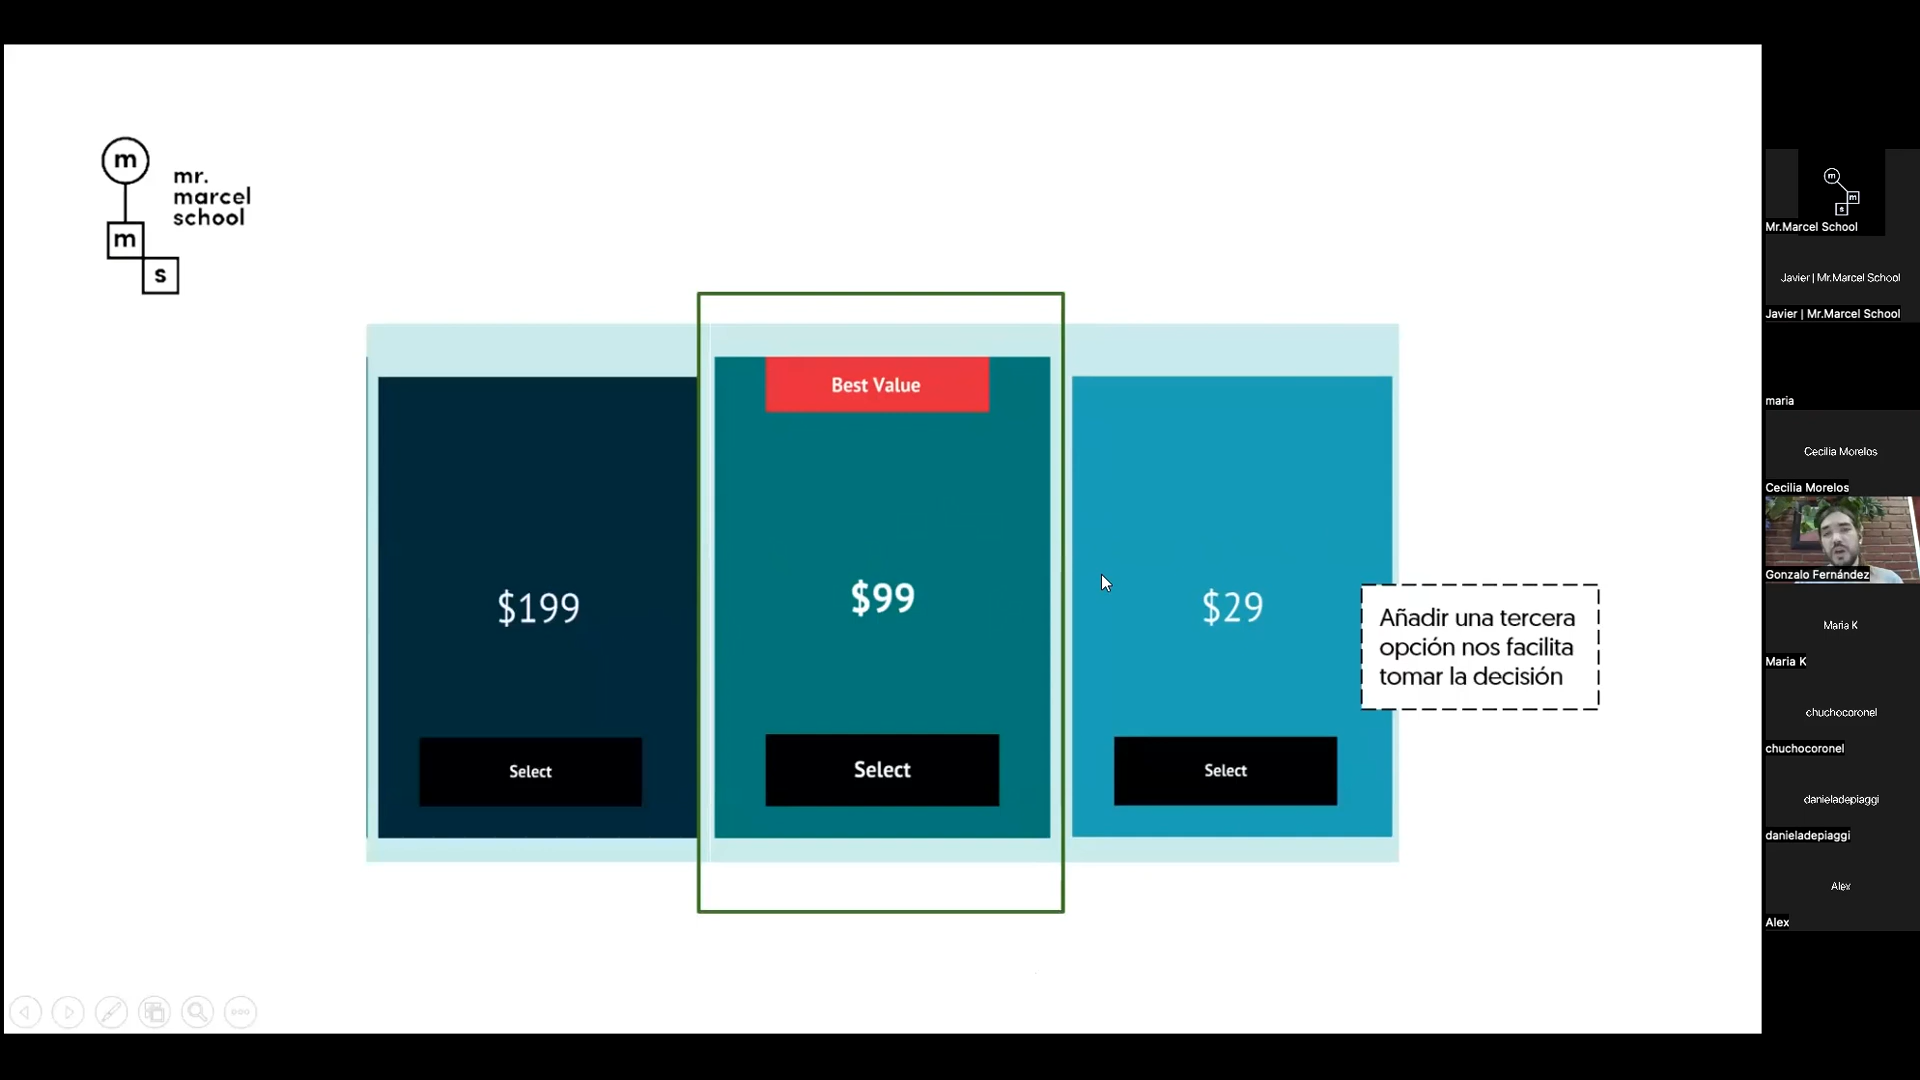 m
m
s
mr.
marcel
school
Best Value
$199
$99
$29
Select
Select
Select
Añadir una tercera
opción nos facilita
tomar la decisión
m
m
s
Mr.Marcel School
Javier | Mr.Marcel School
Javier | Mr.Marcel School
maria
Cecilia Morelos
Cecilia Morelos
Gonzalo Fernández
Maria K
Maria K
chuchocoronel
chuchocoronel
danieladepiaggi
danieladepiaggi
Alex
Alex